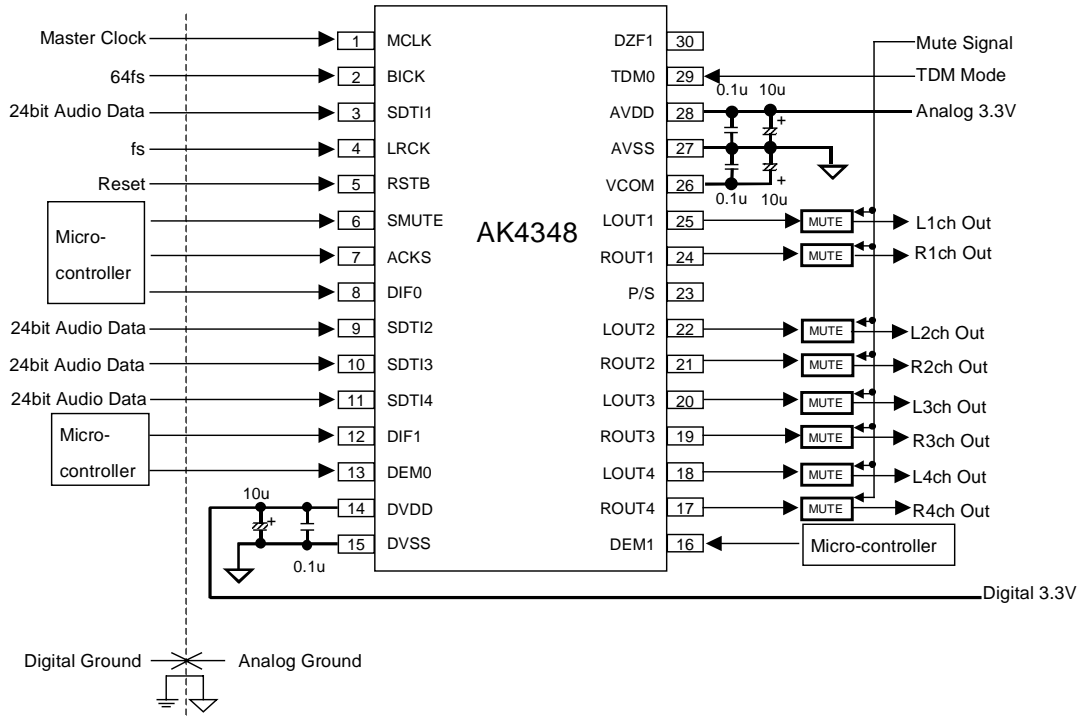 Master Clock 1 MCLK DZF1 30 Mute Signal
64fs 2 BICK TDM0 29 TDM Mode
0.1u 10u
24bit Audio Data 3 SDTI1 AVDD 28 + Analog 3.3V
fs 4 LRCK AVSS 27
Reset 5 RSTB VCOM 26 +
0.1u 10u
6 SMUTE LOUT1 25 MUTE L1ch Out
Micro-
controller
AK4348
7 ACKS ROUT1 24 MUTE R1ch Out
8 DIF0 P/S 23
24bit Audio Data 9 SDTI2 LOUT2 22 MUTE L2ch Out
24bit Audio Data 10 SDTI3 ROUT2 21 MUTE R2ch Out
24bit Audio Data 11 SDTI4 LOUT3 20 MUTE L3ch Out
Micro-
controller
12 DIF1 ROUT3 19 MUTE R3ch Out
13 DEM0 LOUT4 18 MUTE L4ch Out
10u
14 DVDD ROUT4 17 MUTE R4ch Out
+
15 DVSS DEM1 16 Micro-controller
0.1u
Digital 3.3V
Digital Ground Analog Ground